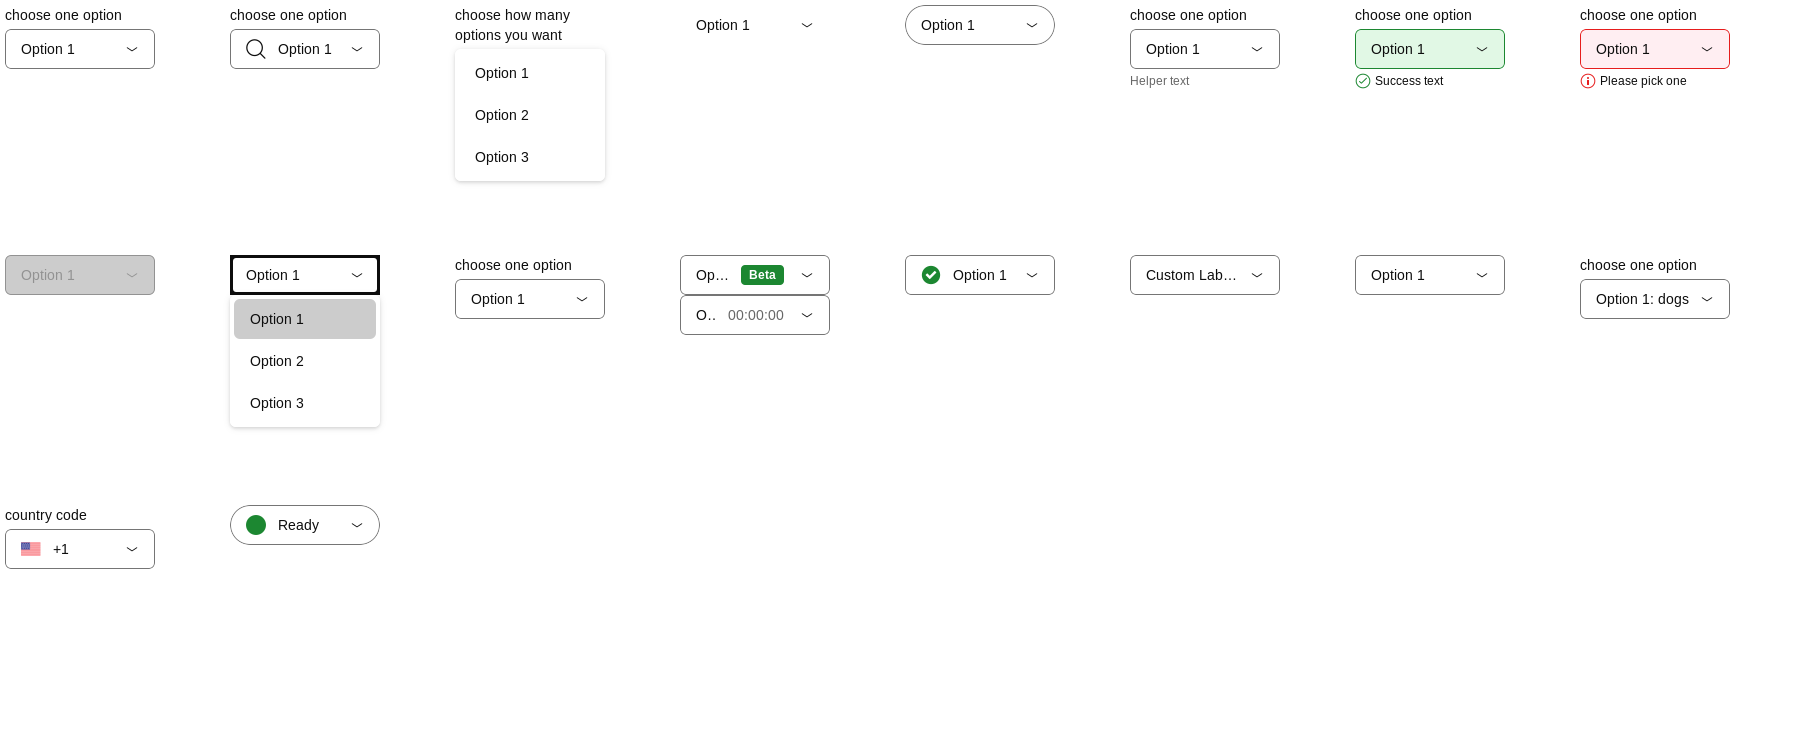 choose one option
Option 1
choose one option
Option 1
choose how many
options you want
Option 1
Option 2
Option 3
Option 1
Option 1
choose one option
Option 1
Helper text
choose one option
Option 1
Success text
choose one option
Option 1
Please pick one
Option 1
Option 1
Option 1
Option 2
Option 3
choose one option
Option 1
Op... Beta
O.. 00:00:00
Option 1
Custom Lab...
Option 1
choose one option
Option 1: dogs
country code
+1
Ready